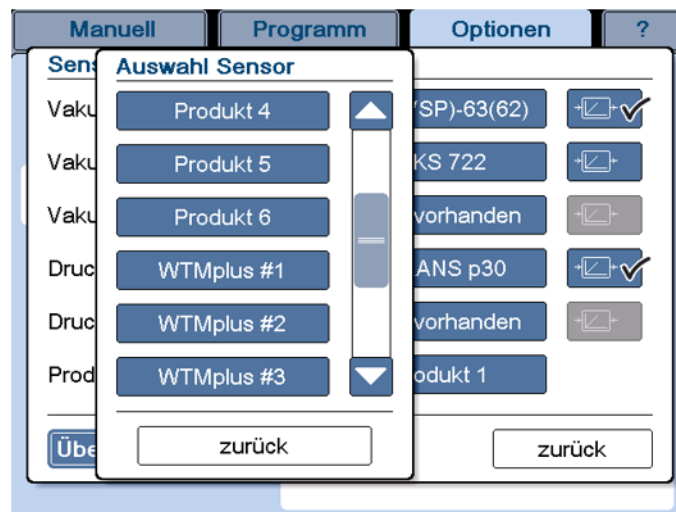 Manuell Programm Optionen ?
Sens
Auswahl Sensor
Vaku Produkt 4 /SP)-63(62)
Vaku Produkt 5 KS 722
Vaku Produkt 6 vorhanden
Druc WTMplus #1 ANS p30
Druc WTMplus #2 vorhanden
Prod WTMplus #3 odukt 1
Übe zurück zurück